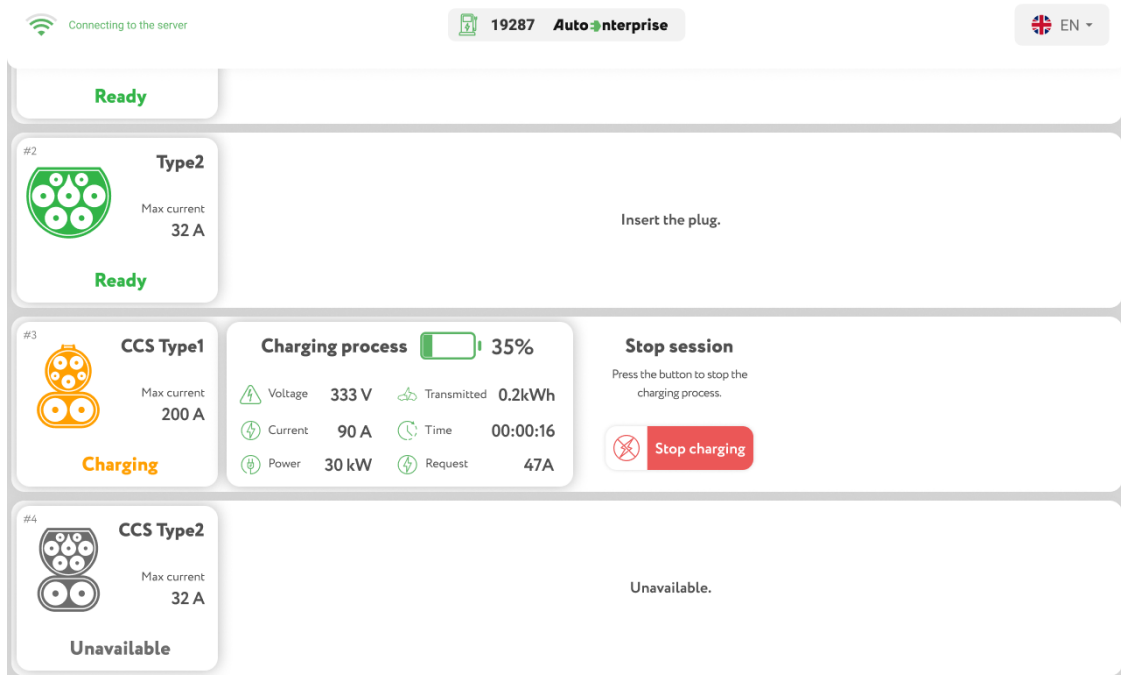 Connecting to the server
19287 AutoEnterprise
EN
Ready
#2
Type2
Max current
32 A
Ready
Insert the plug.
#3
CCS Type1
Max current
200 A
Charging
Charging process 35%
Voltage 333 V Transmitted 0.2kWh
Current 90 A Time 00:00:16
Power 30 kW Request 47A
Stop session
Press the button to stop the
charging process.
Stop charging
#4
CCS Type2
Max current
32 A
Unavailable
Unavailable.